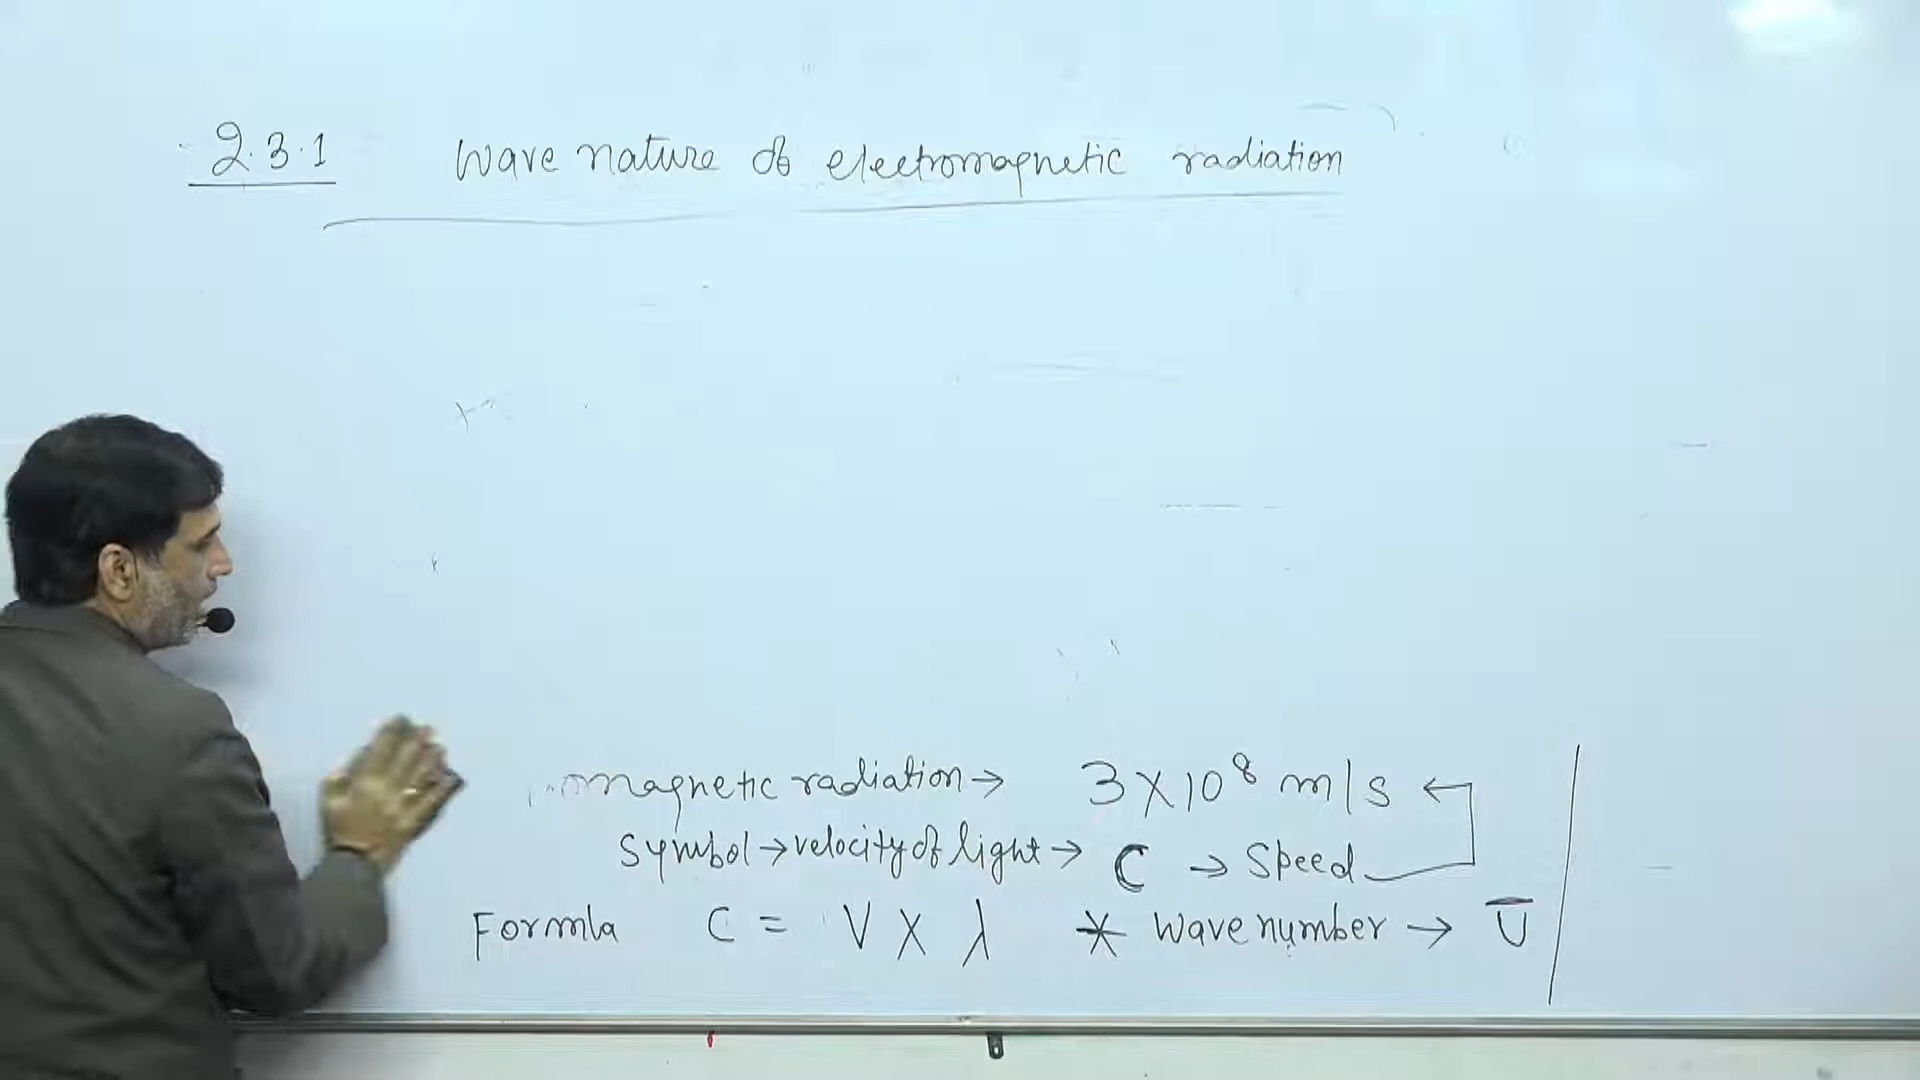 2.3.1 Wave nature of electromagnetic radiation
magnetic radiation → 3×10⁸ m/s ←
Symbol → velocity of light → C → Speed
Formla C = ν × λ * Wave number → ν̅